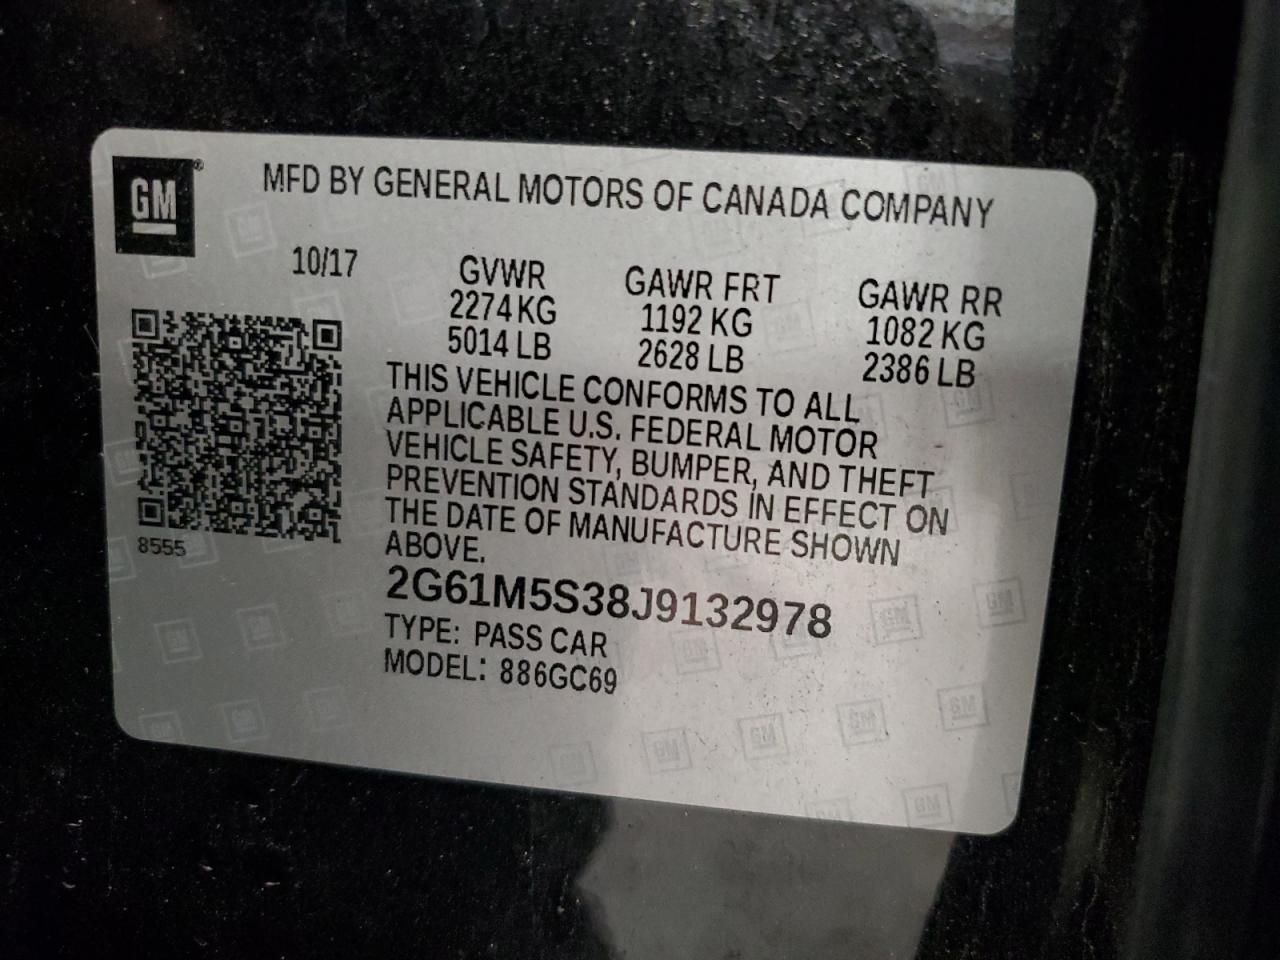 GM®
MFD BY GENERAL MOTORS OF CANADA COMPANY
10/17
GVWR GAWR FRT GAWR RR
2274 KG 1192 KG 1082 KG
5014 LB 2628 LB 2386 LB
THIS VEHICLE CONFORMS TO ALL
APPLICABLE U.S. FEDERAL MOTOR
VEHICLE SAFETY, BUMPER, AND THEFT
PREVENTION STANDARDS IN EFFECT ON
THE DATE OF MANUFACTURE SHOWN
ABOVE.
8555
2G61M5S38J9132978
TYPE: PASS CAR
MODEL: 886GC69